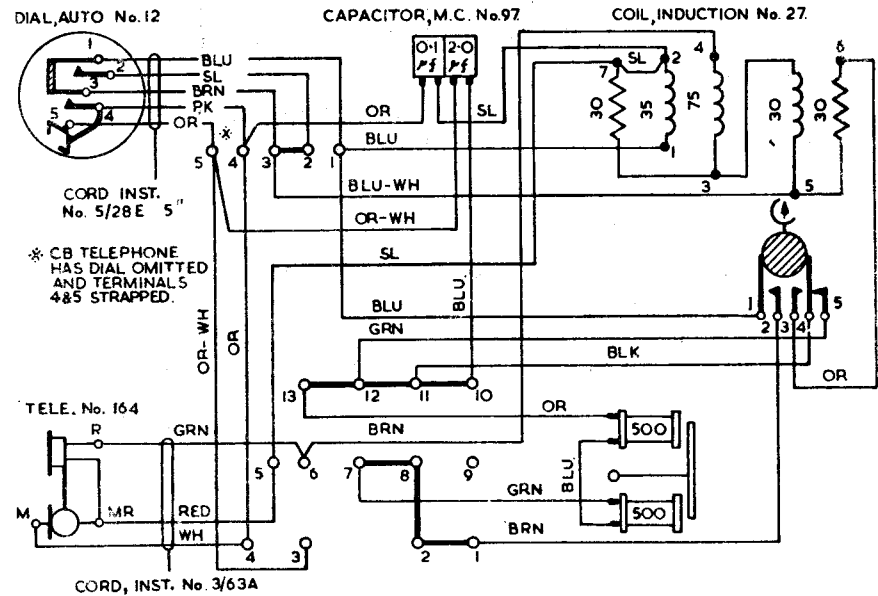 DIAL, AUTO No. 12
CAPACITOR, M.C. No. 97.
COIL, INDUCTION No. 27.
1
2
3
4
5
BLU
SL
BRN
PK
OR
※
0·1
2·0
μf
μf
OR
SL
BLU
7
SL
2
4
6
30
35
75
30
30
1
3
5
5
4
3
2
1
BLU-WH
OR-WH
CORD INST.
No. 5/28E 5"
※ CB TELEPHONE
HAS DIAL OMITTED
AND TERMINALS
4&5 STRAPPED.
SL
BLU
BLU
GRN
BLK
OR
1
2
3
4
5
OR-WH
OR
13
12
11
10
TELE. No. 164
R
GRN
BRN
OR
500
BLU
500
5
6
7
8
9
GRN
M
MR
RED
WH
BRN
4
3
2
1
CORD, INST. No. 3/63A